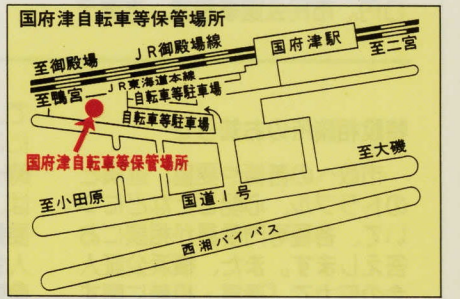 国府津自転車等保管場所
JR御殿場線
国府津駅
至二宮
至御殿場
JR東海道本線
至鴨宮
自転車等駐車場
自転車等駐車場
国府津自転車等保管場所
至大磯
至小田原
国道1号
西湘バイパス